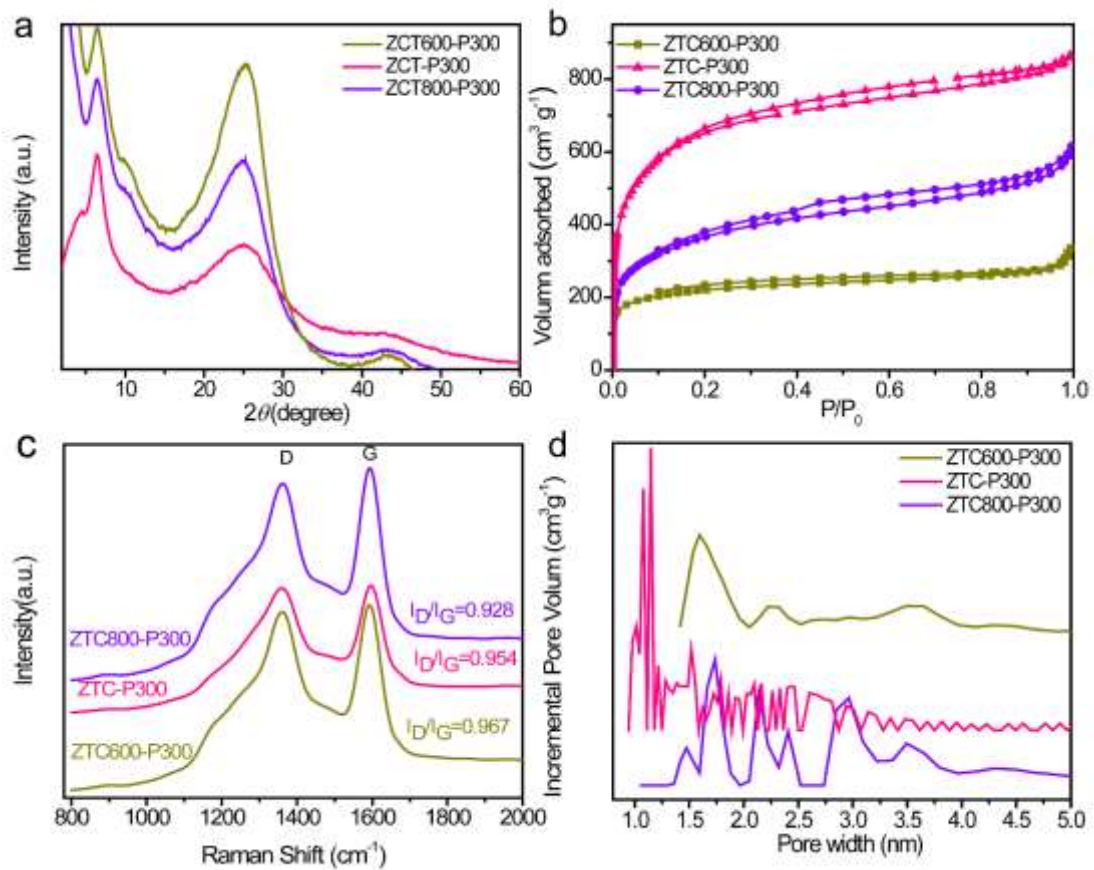 a
ZCT600-P300
ZCT-P300
ZCT800-P300
Intensity (a.u.)
10 20 30 40 50 60
2θ(degree)
b
ZTC600-P300
ZTC-P300
ZTC800-P300
Volumn adsorbed (cm³ g⁻¹)
800
600
400
200
0
0.0 0.2 0.4 0.6 0.8 1.0
P/P₀
c
D G
I_D/I_G=0.928
ZTC800-P300
I_D/I_G=0.954
ZTC-P300
I_D/I_G=0.967
ZTC600-P300
Intensity(a.u.)
800 1000 1200 1400 1600 1800 2000
Raman Shift (cm⁻¹)
d
ZTC600-P300
ZTC-P300
ZTC800-P300
Incremental Pore Volum (cm³g⁻¹)
1.0 1.5 2.0 2.5 3.0 3.5 4.0 4.5 5.0
Pore width (nm)